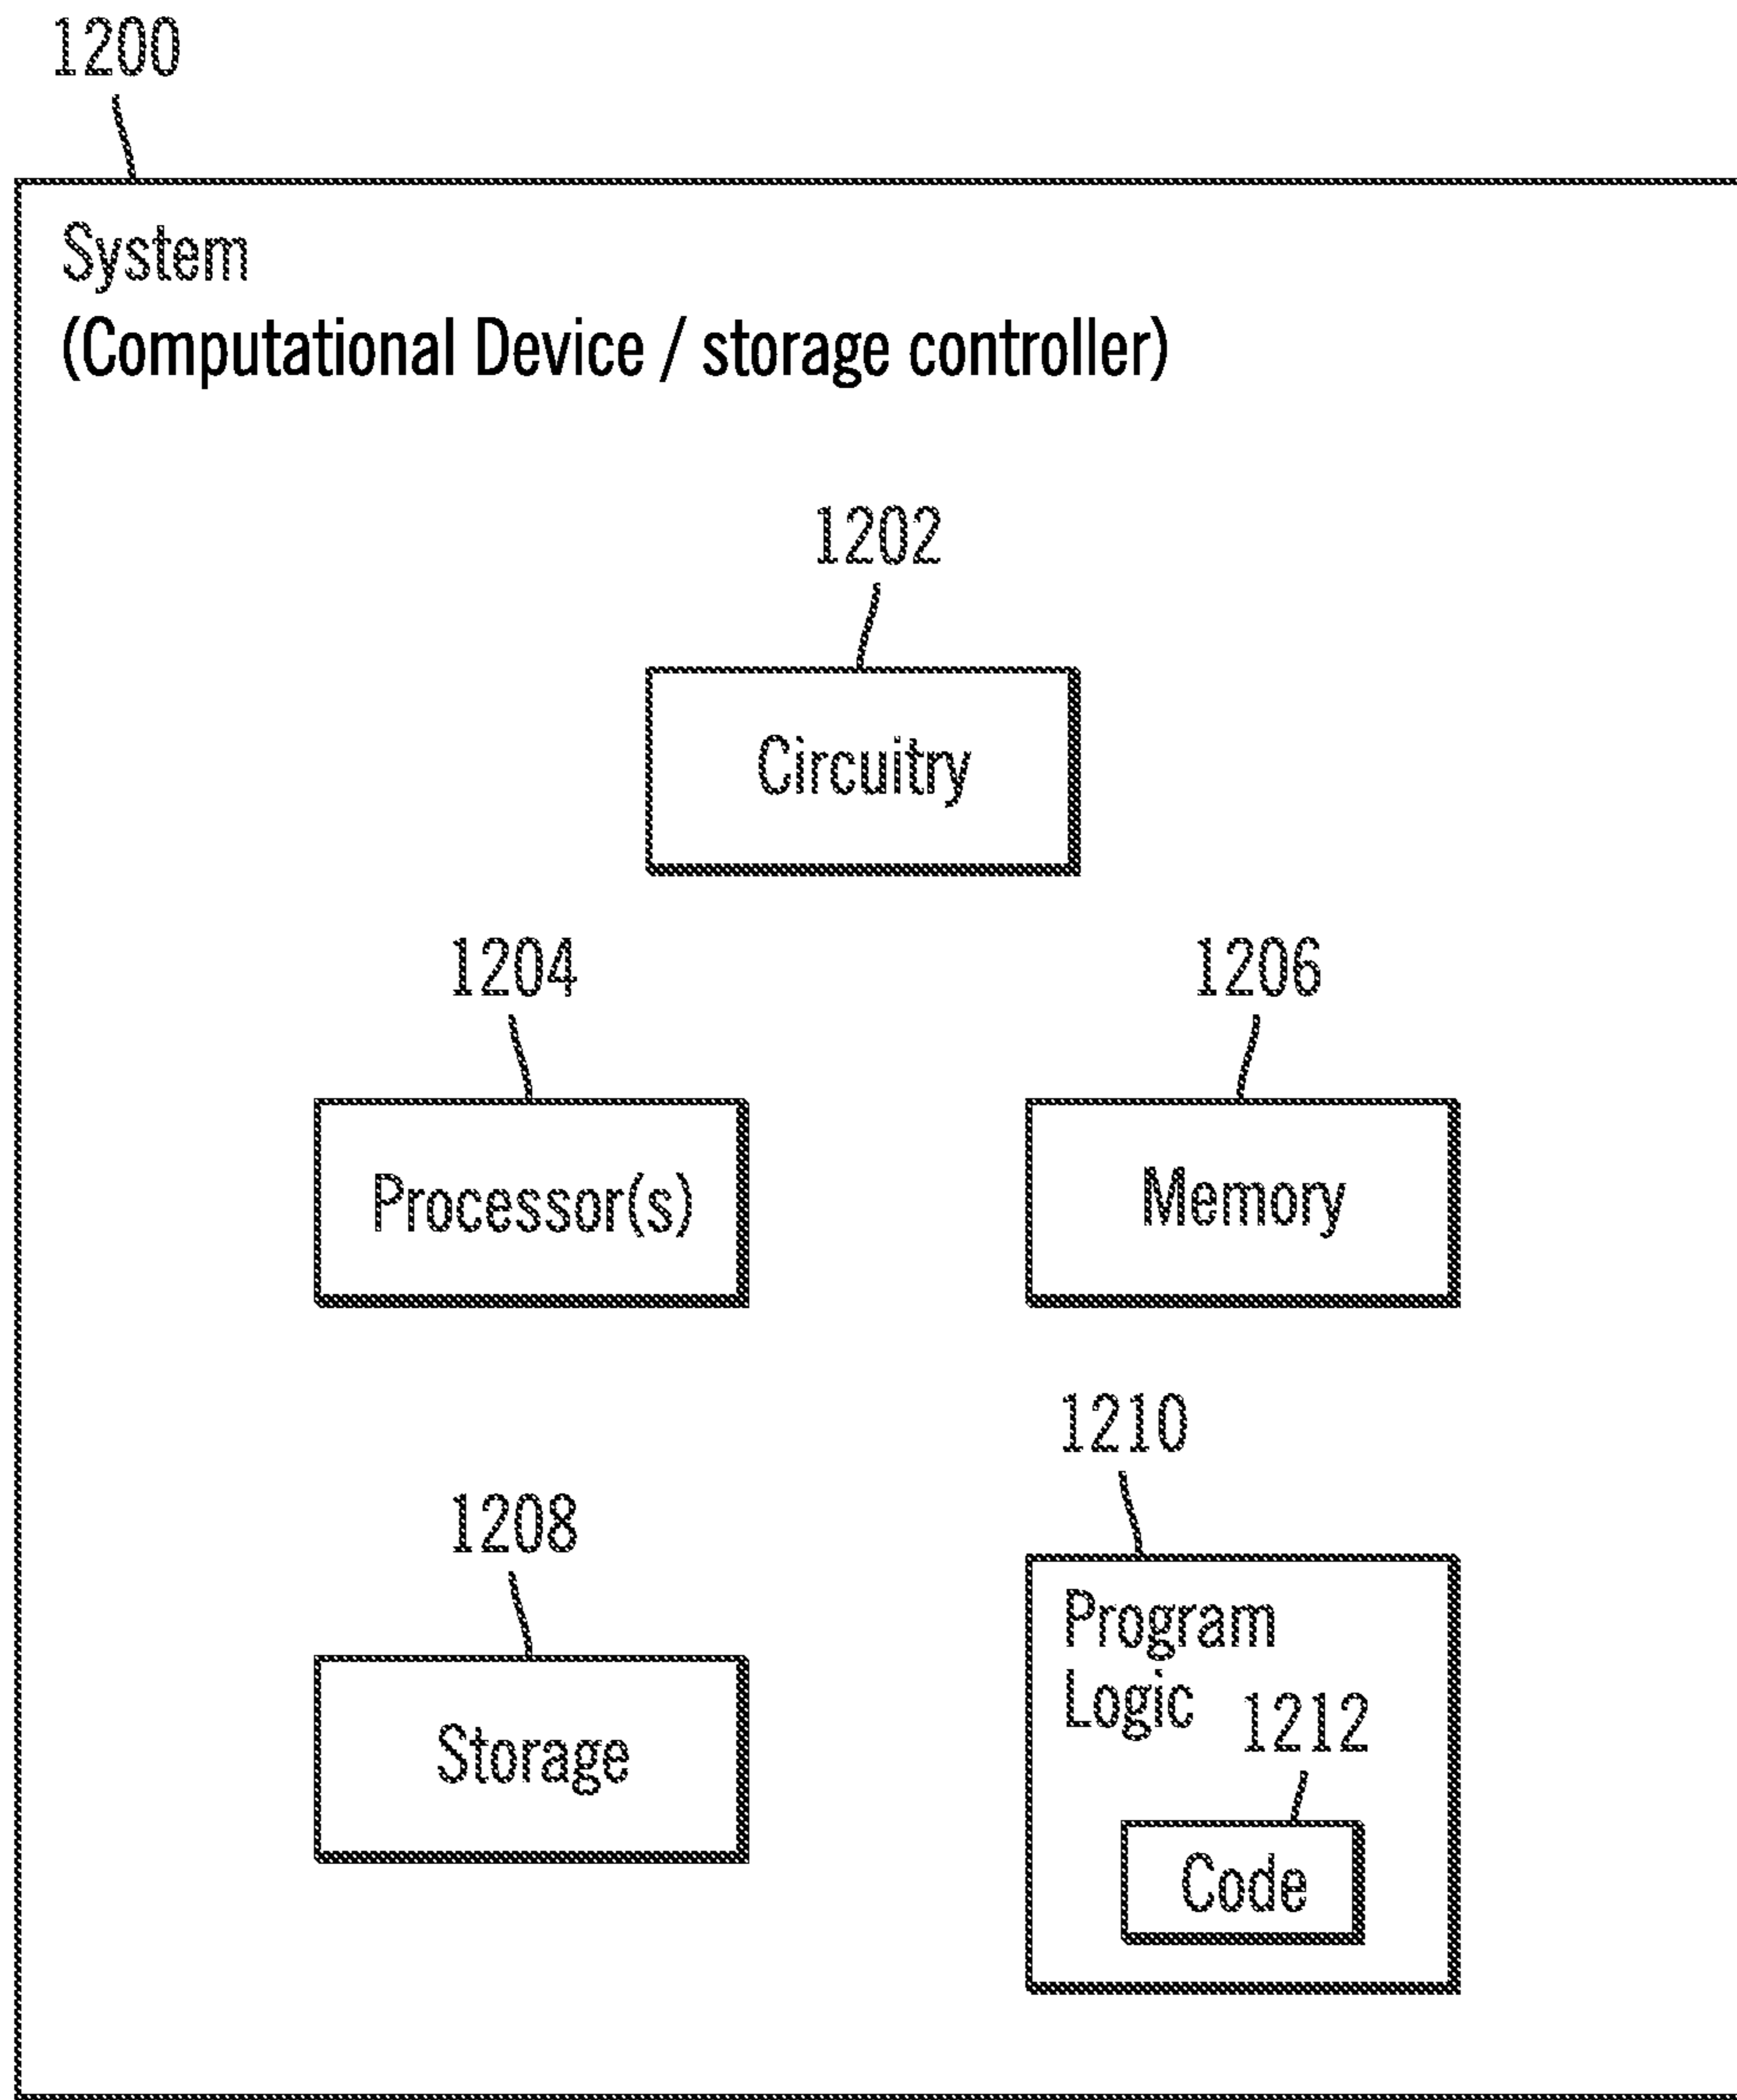 1200
System
(Computational Device / storage controller)
1202
Circuitry
1204
1206
Processor(s)
Memory
1210
1208
Program
Logic
1212
Storage
Code